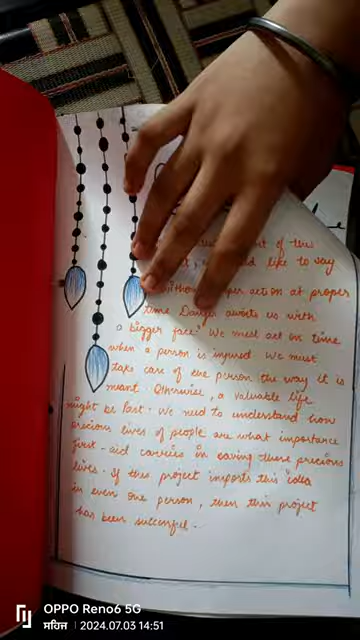 of this
like to say
per action at proper
time Danger awaits us with
a bigger face" We must act on time
when a person is injured. We must
take care of the person the way it is
meant. Otherwise, a valuable life
might be lost. We need to understand how
precious lives of people are what importance
first-aid carries in saving these precious
lives. If this project imports this idea
in even one person, then this project
has been successful..
OPPO Reno6 5G
2024.07.03 14:51